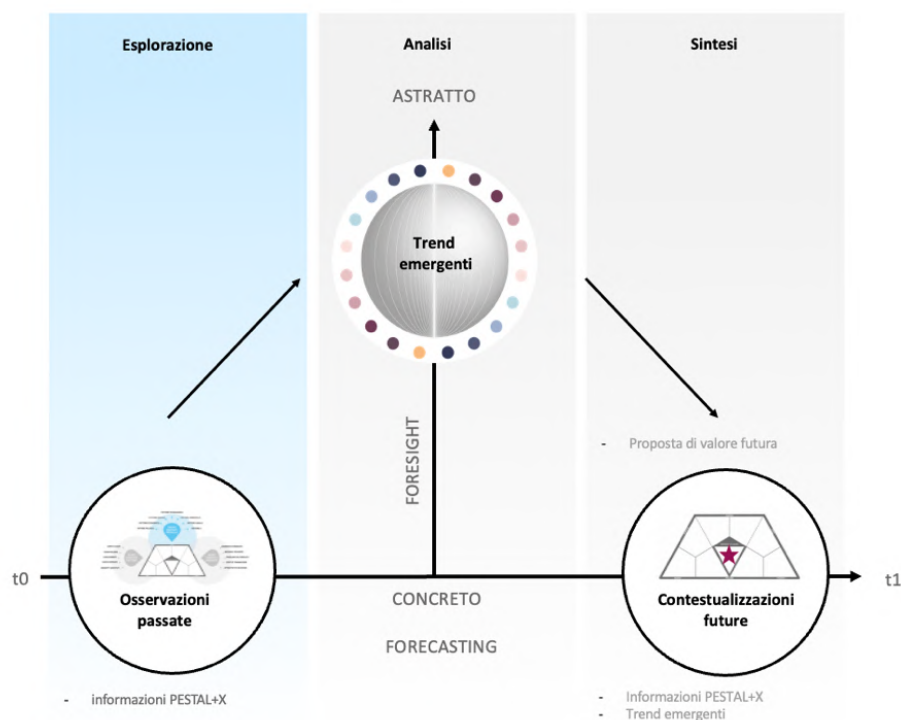 Esplorazione
Analisi
Sintesi
ASTRATTO
Trend
emergenti
FORESIGHT
- Proposta di valore futura
t0
Osservazioni
passate
CONCRETO
FORECASTING
Contestualizzazioni
future
t1
- informazioni PESTAL+X
- Informazioni PESTAL+X
- Trend emergenti